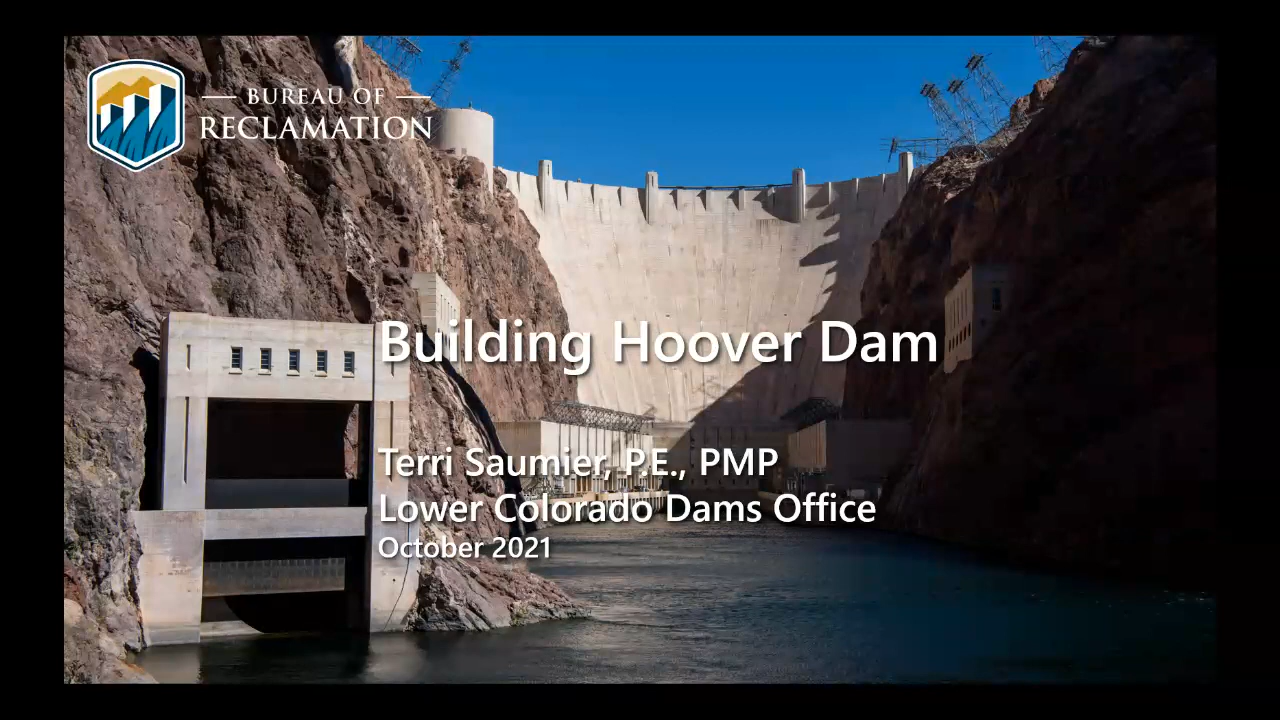 BUREAU OF
RECLAMATION
Building Hoover Dam
Terri Saumier, P.E., PMP
Lower Colorado Dams Office
October 2021